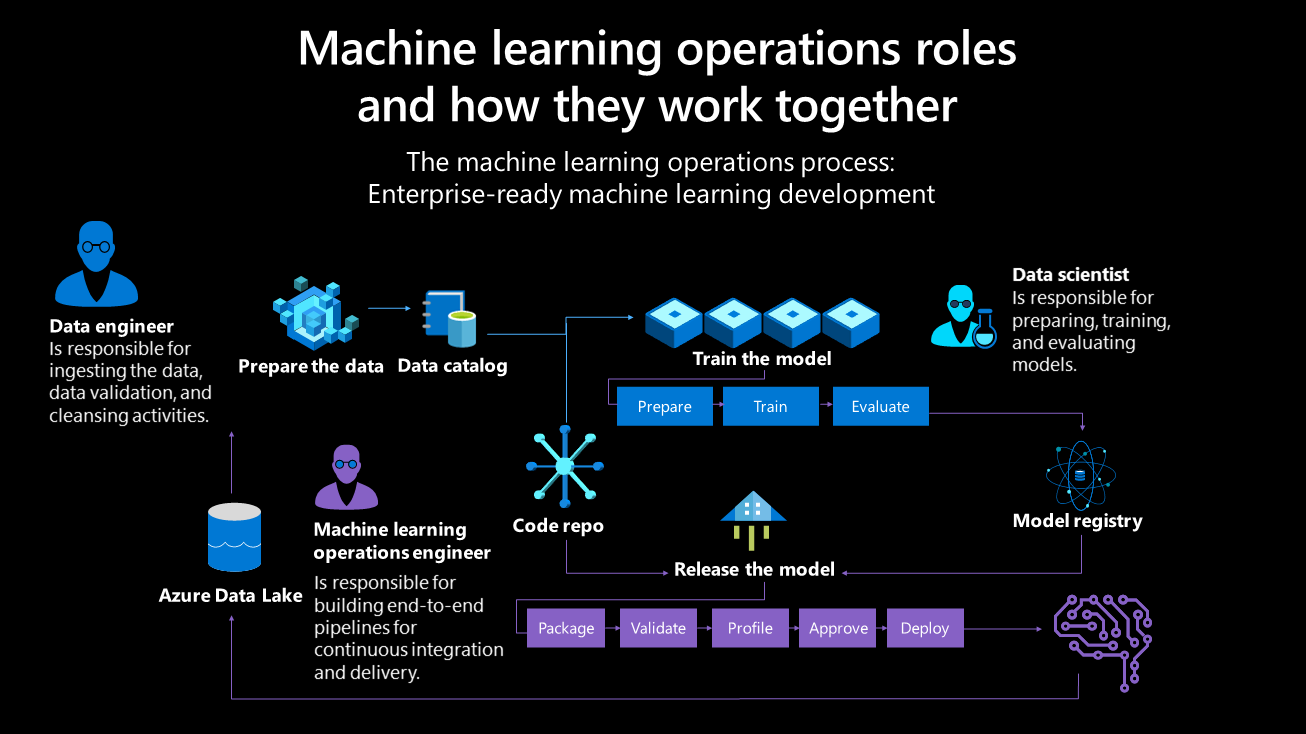 Machine learning operations roles
and how they work together
The machine learning operations process:
Enterprise-ready machine learning development
Data engineer
Is responsible for
ingesting the data,
data validation, and
cleansing activities.
Prepare the data
Data catalog
Train the model
Prepare
Train
Evaluate
Data scientist
Is responsible for
preparing, training,
and evaluating
models.
Azure Data Lake
Machine learning
operations engineer
Is responsible for
building end-to-end
pipelines for
continuous integration
and delivery.
Code repo
Model registry
Release the model
Package
Validate
Profile
Approve
Deploy